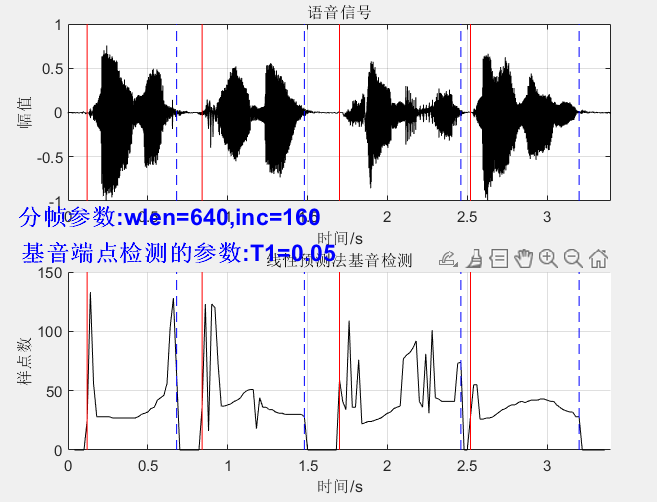 语音信号
幅值
1
0.5
0
-0.5
-1
0 0.5 1 1.5 2 2.5 3
时间/s
分帧参数:wlen=640,inc=160
基音端点检测的参数:T1=0.05
线性预测法基音检测
样点数
150
100
50
0
0 0.5 1 1.5 2 2.5 3
时间/s